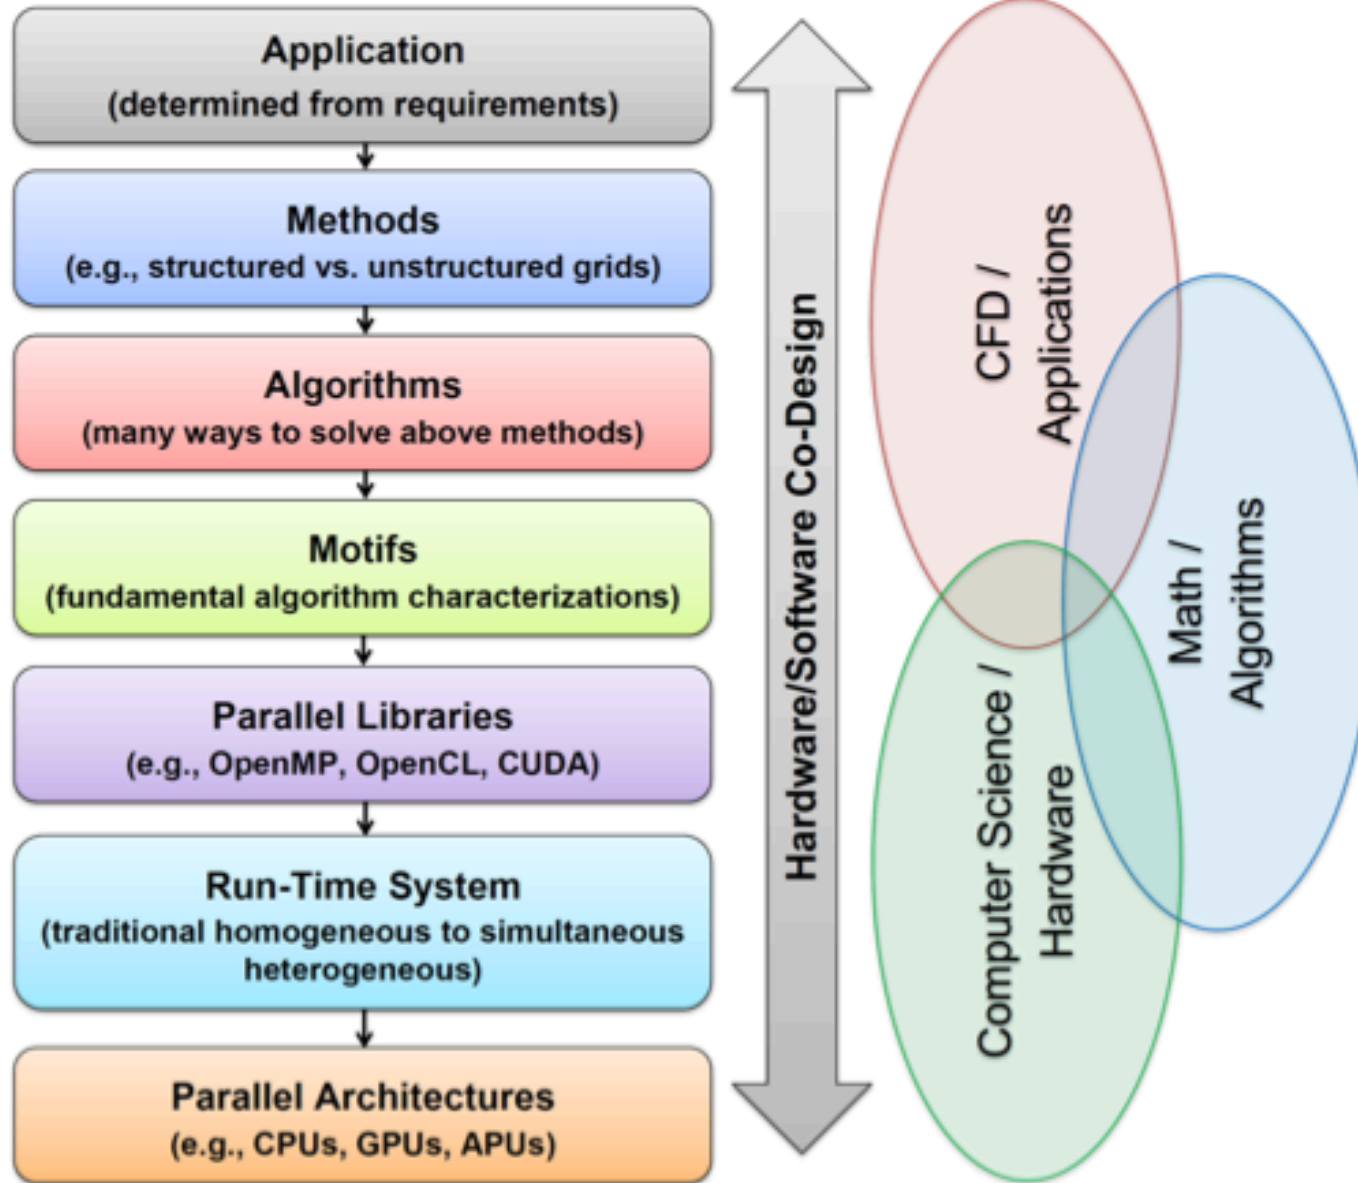 Application
(determined from requirements)
Methods
(e.g., structured vs. unstructured grids)
Algorithms
(many ways to solve above methods)
Motifs
(fundamental algorithm characterizations)
Parallel Libraries
(e.g., OpenMP, OpenCL, CUDA)
Run-Time System
(traditional homogeneous to simultaneous
heterogeneous)
Parallel Architectures
(e.g., CPUs, GPUs, APUs)
Hardware/Software Co-Design
CFD /
Applications
Math /
Algorithms
Computer Science /
Hardware